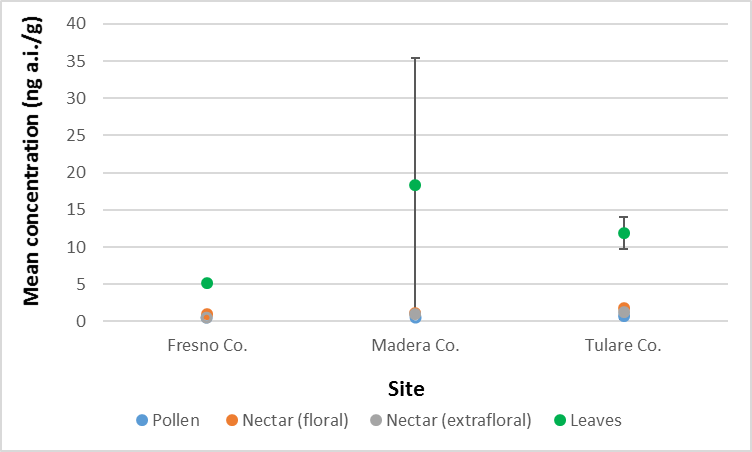 Mean concentration (ng a.i./g)
40
35
30
25
20
15
10
5
0
Fresno Co. Madera Co. Tulare Co.
Site
Pollen Nectar (floral) Nectar (extrafloral) Leaves